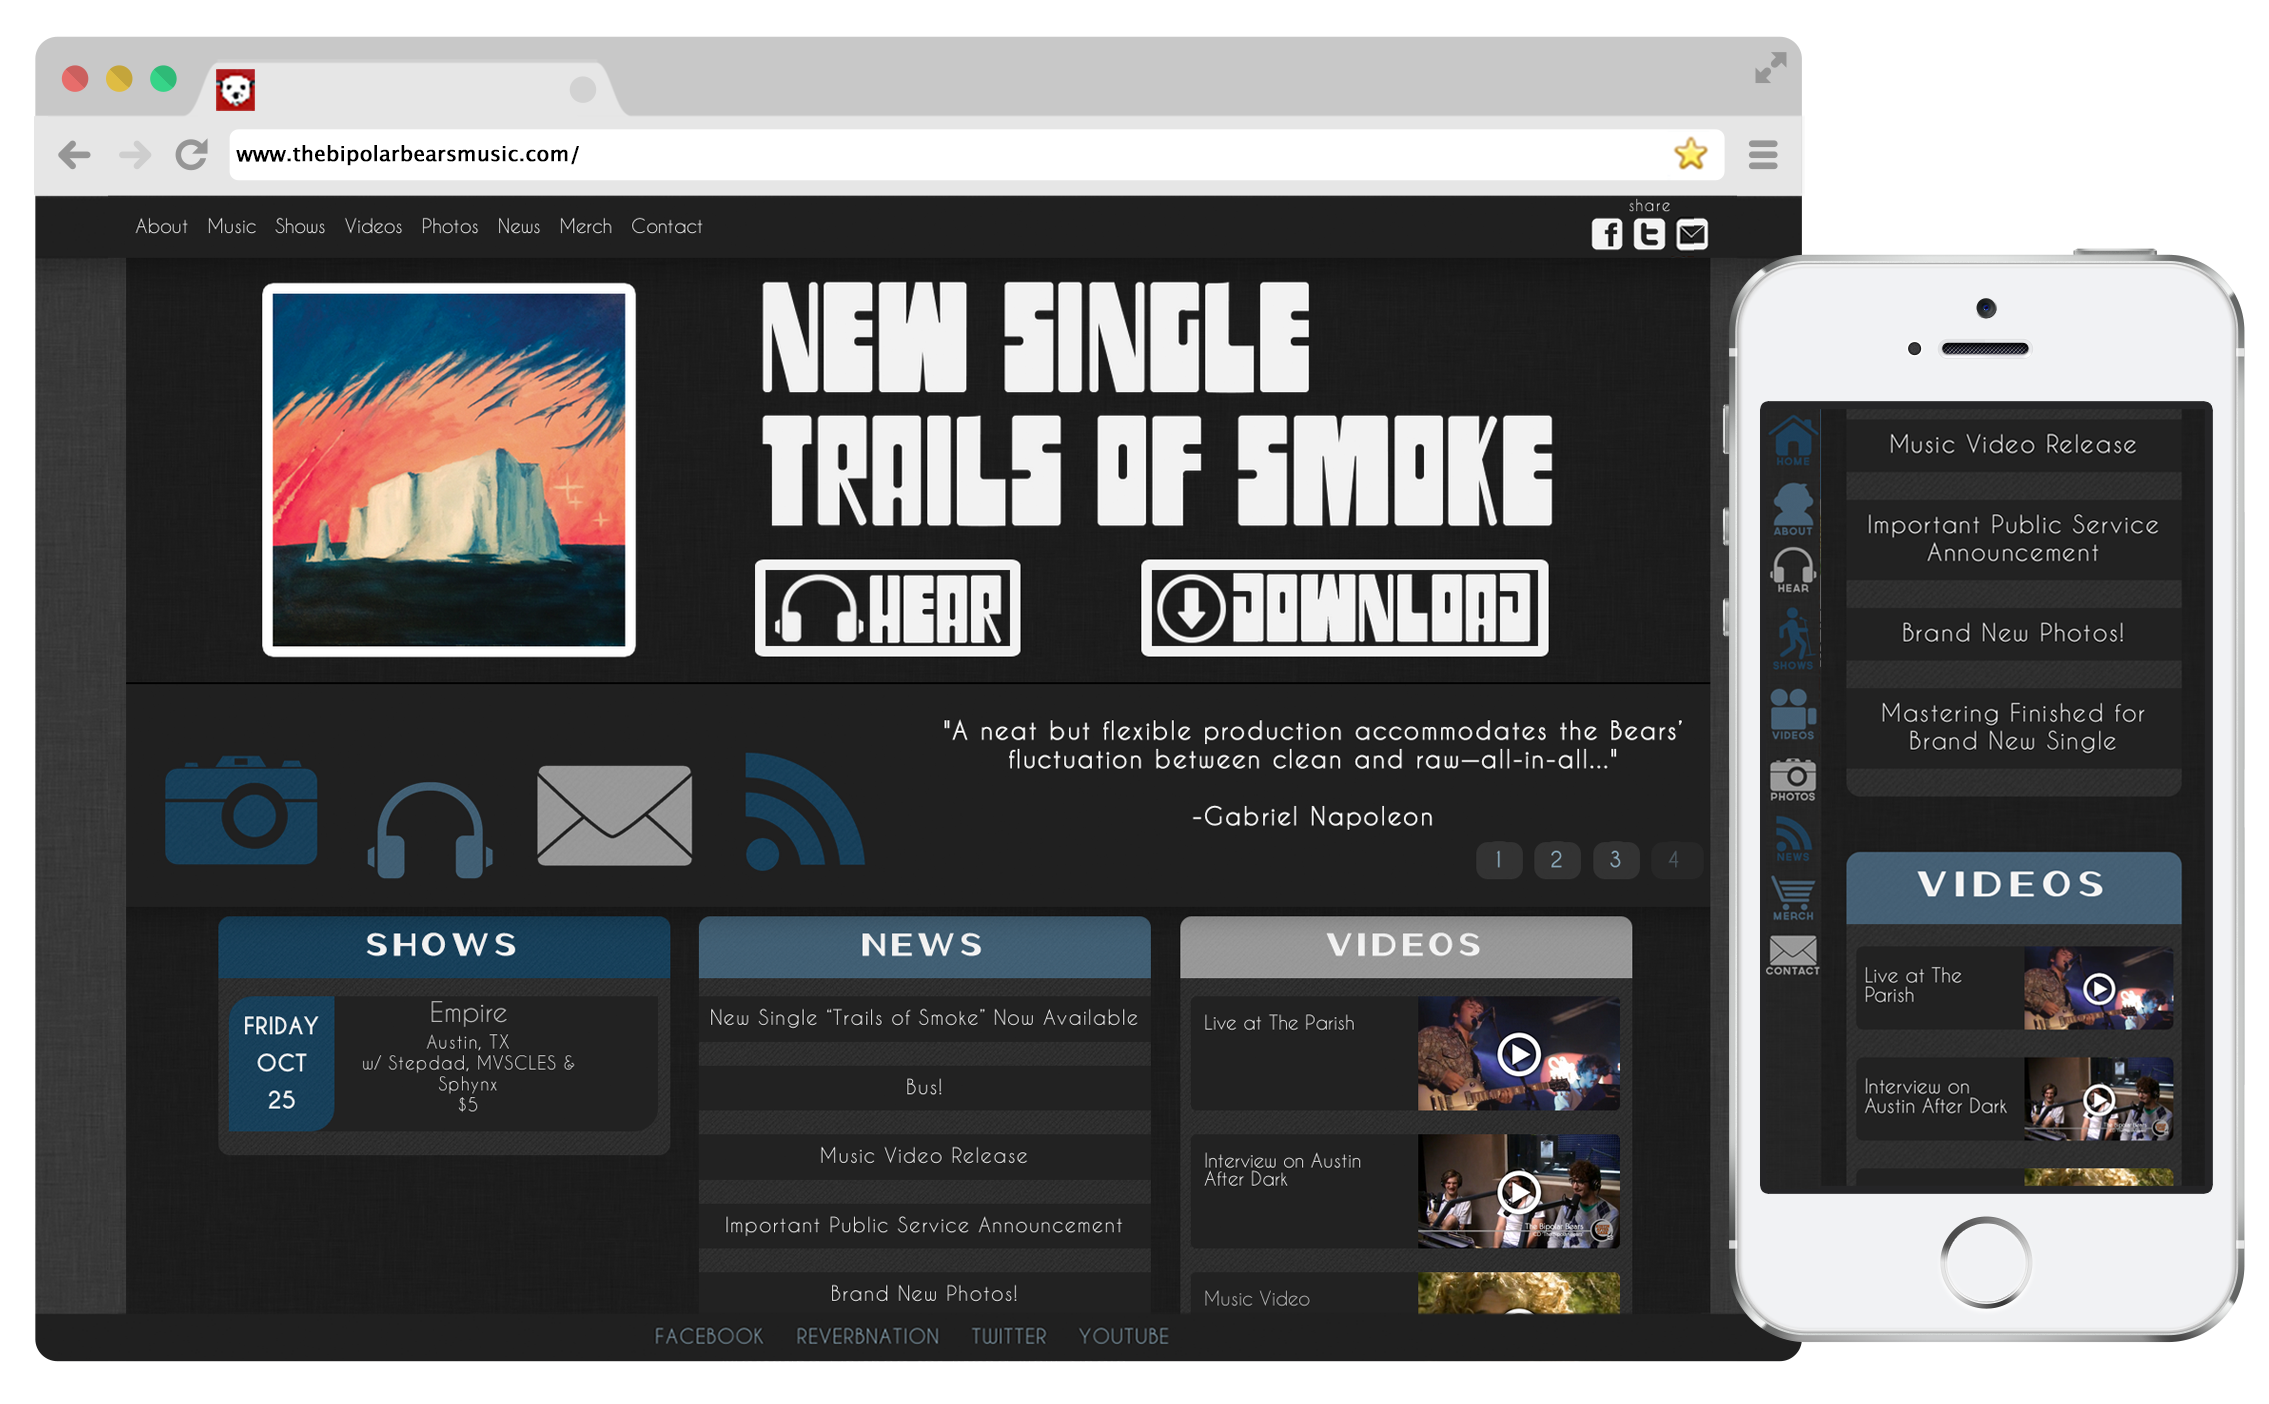 www.thebipolarbearsmusic.com/
About Music Shows Videos Photos News Merch Contact
share
NEW SINGLE
TRAILS OF SMOKE
HEAR
DOWNLOAD
"A neat but flexible production accommodates the Bears'
fluctuation between clean and raw—all-in-all..."
-Gabriel Napoleon
1 2 3 4
SHOWS
FRIDAY
OCT
25
Empire
Austin, TX
w/ Stepdad, MVSCLES &
Sphynx
$5
NEWS
New Single “Trails of Smoke” Now Available
Bus!
Music Video Release
Important Public Service Announcement
Brand New Photos!
VIDEOS
Live at The Parish
Interview on Austin
After Dark
The Bipolar Bears
Music Video
FACEBOOK REVERBNATION TWITTER YOUTUBE
HOME
ABOUT
HEAR
SHOWS
VIDEOS
PHOTOS
NEWS
MERCH
CONTACT
Music Video Release
Important Public Service
Announcement
Brand New Photos!
Mastering Finished for
Brand New Single
VIDEOS
Live at The
Parish
Interview on
Austin After Dark